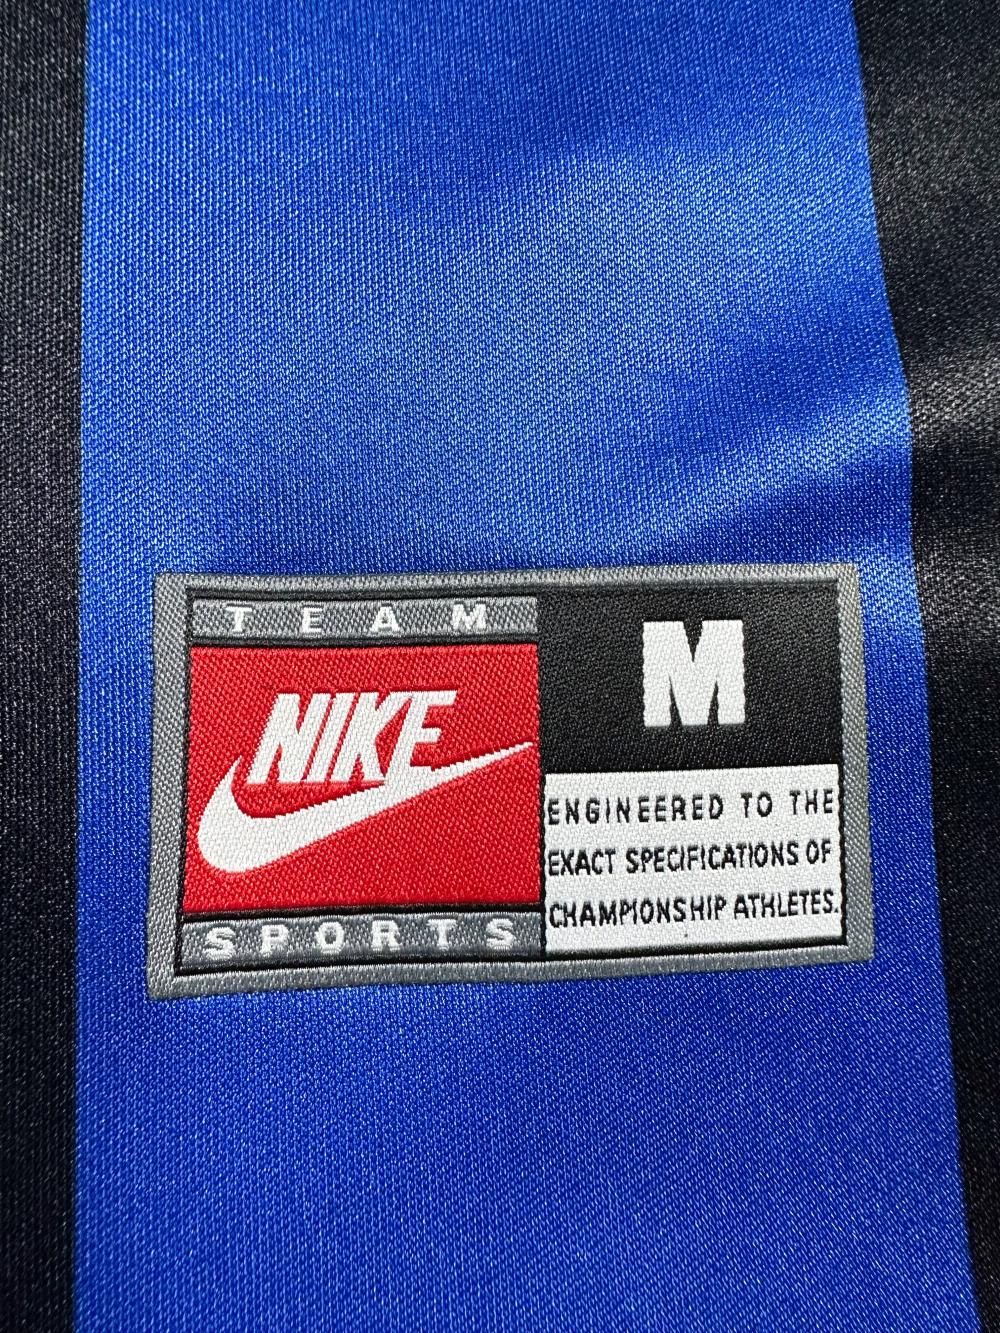 TEAM
NIKE
SPORTS
M
ENGINEERED TO THE
EXACT SPECIFICATIONS OF
CHAMPIONSHIP ATHLETES.